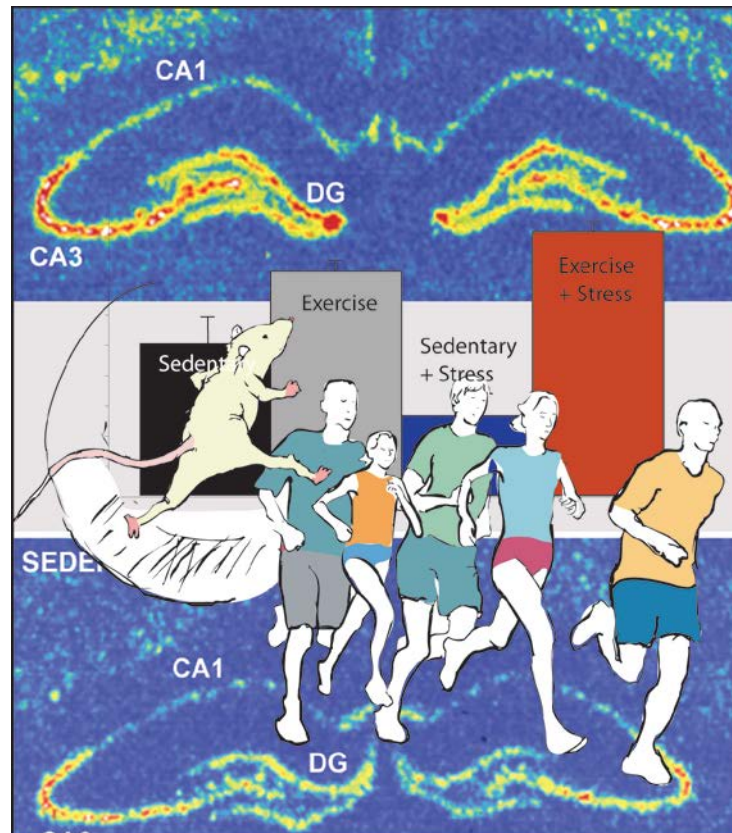 CA1
DG
CA3
Exercise
+ Stress
Exercise
Sedentary
+ Stress
CA1
DG